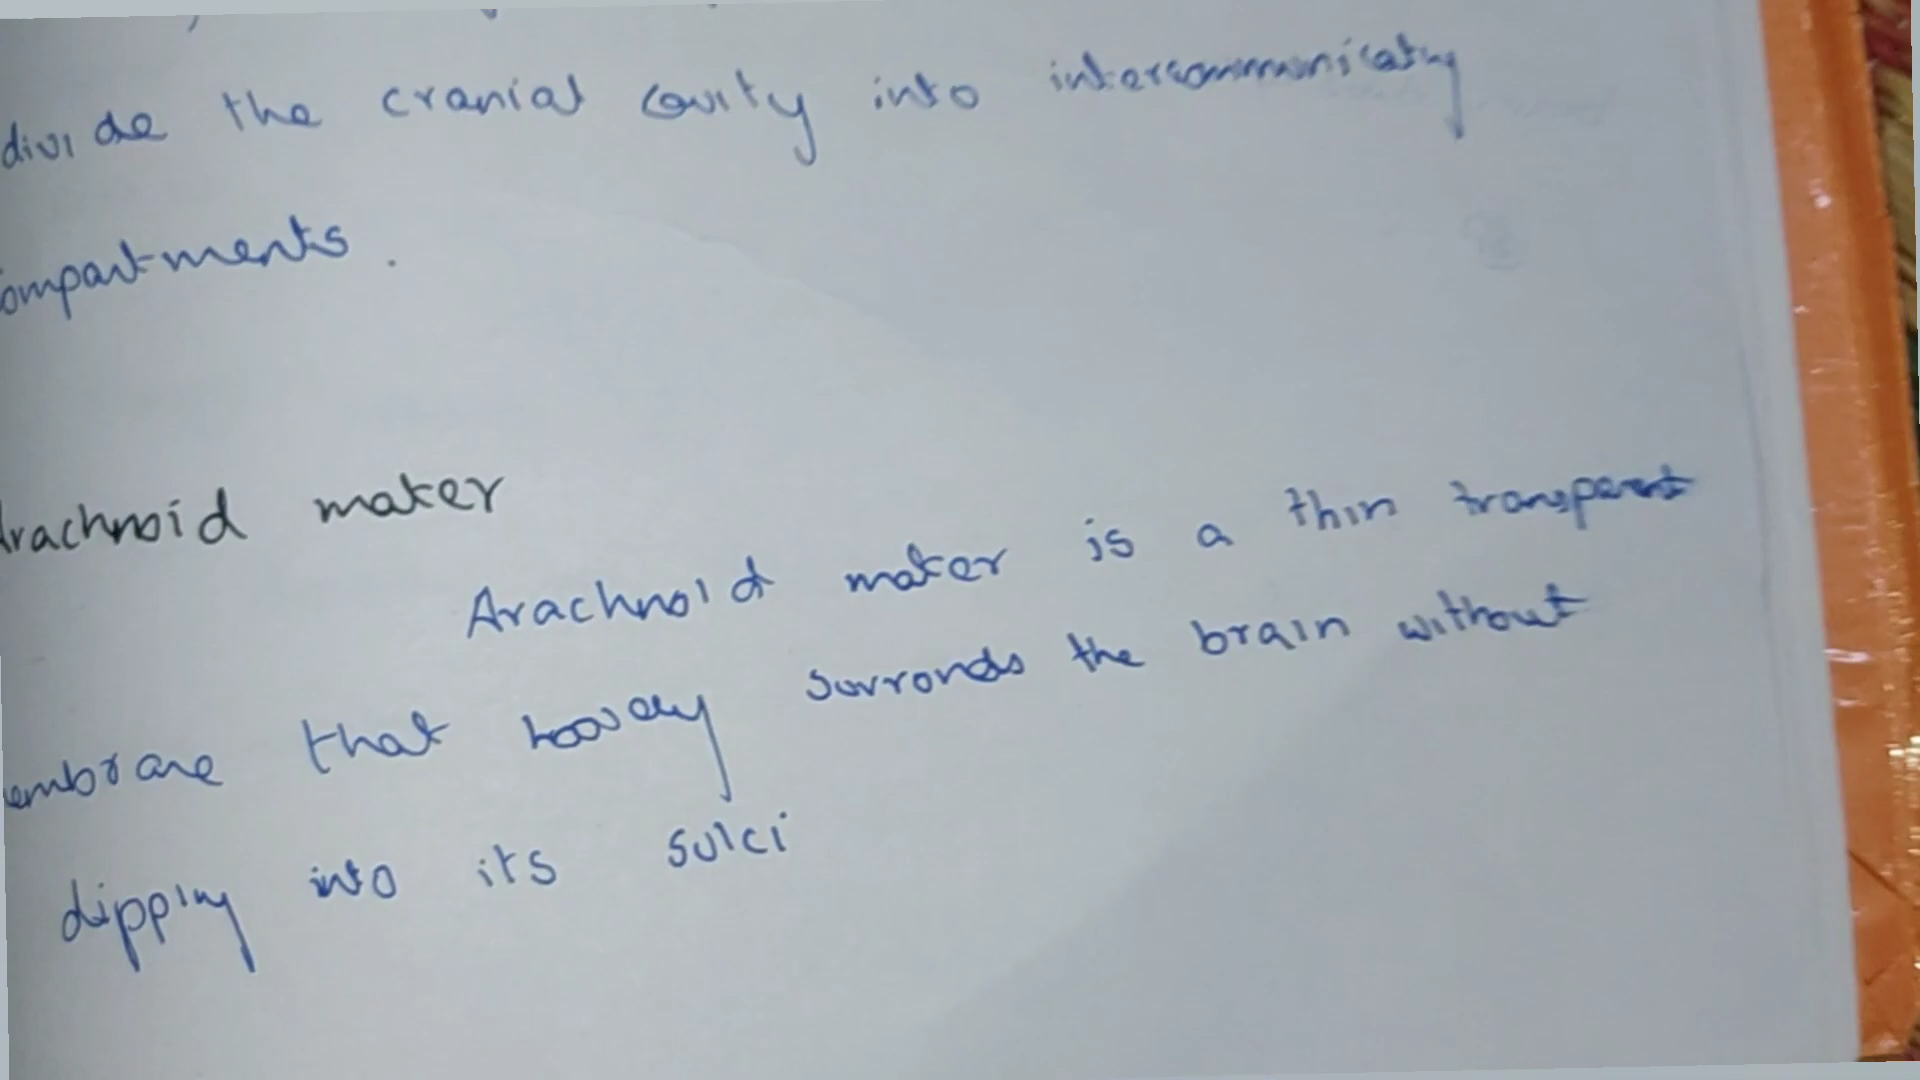 divide the cranial cavity into intercommunicating
ompartments.
Arachnoid mater
Arachnoid mater is a thin transparent
embrane that loosely surronds the brain without
dipping into its sulci